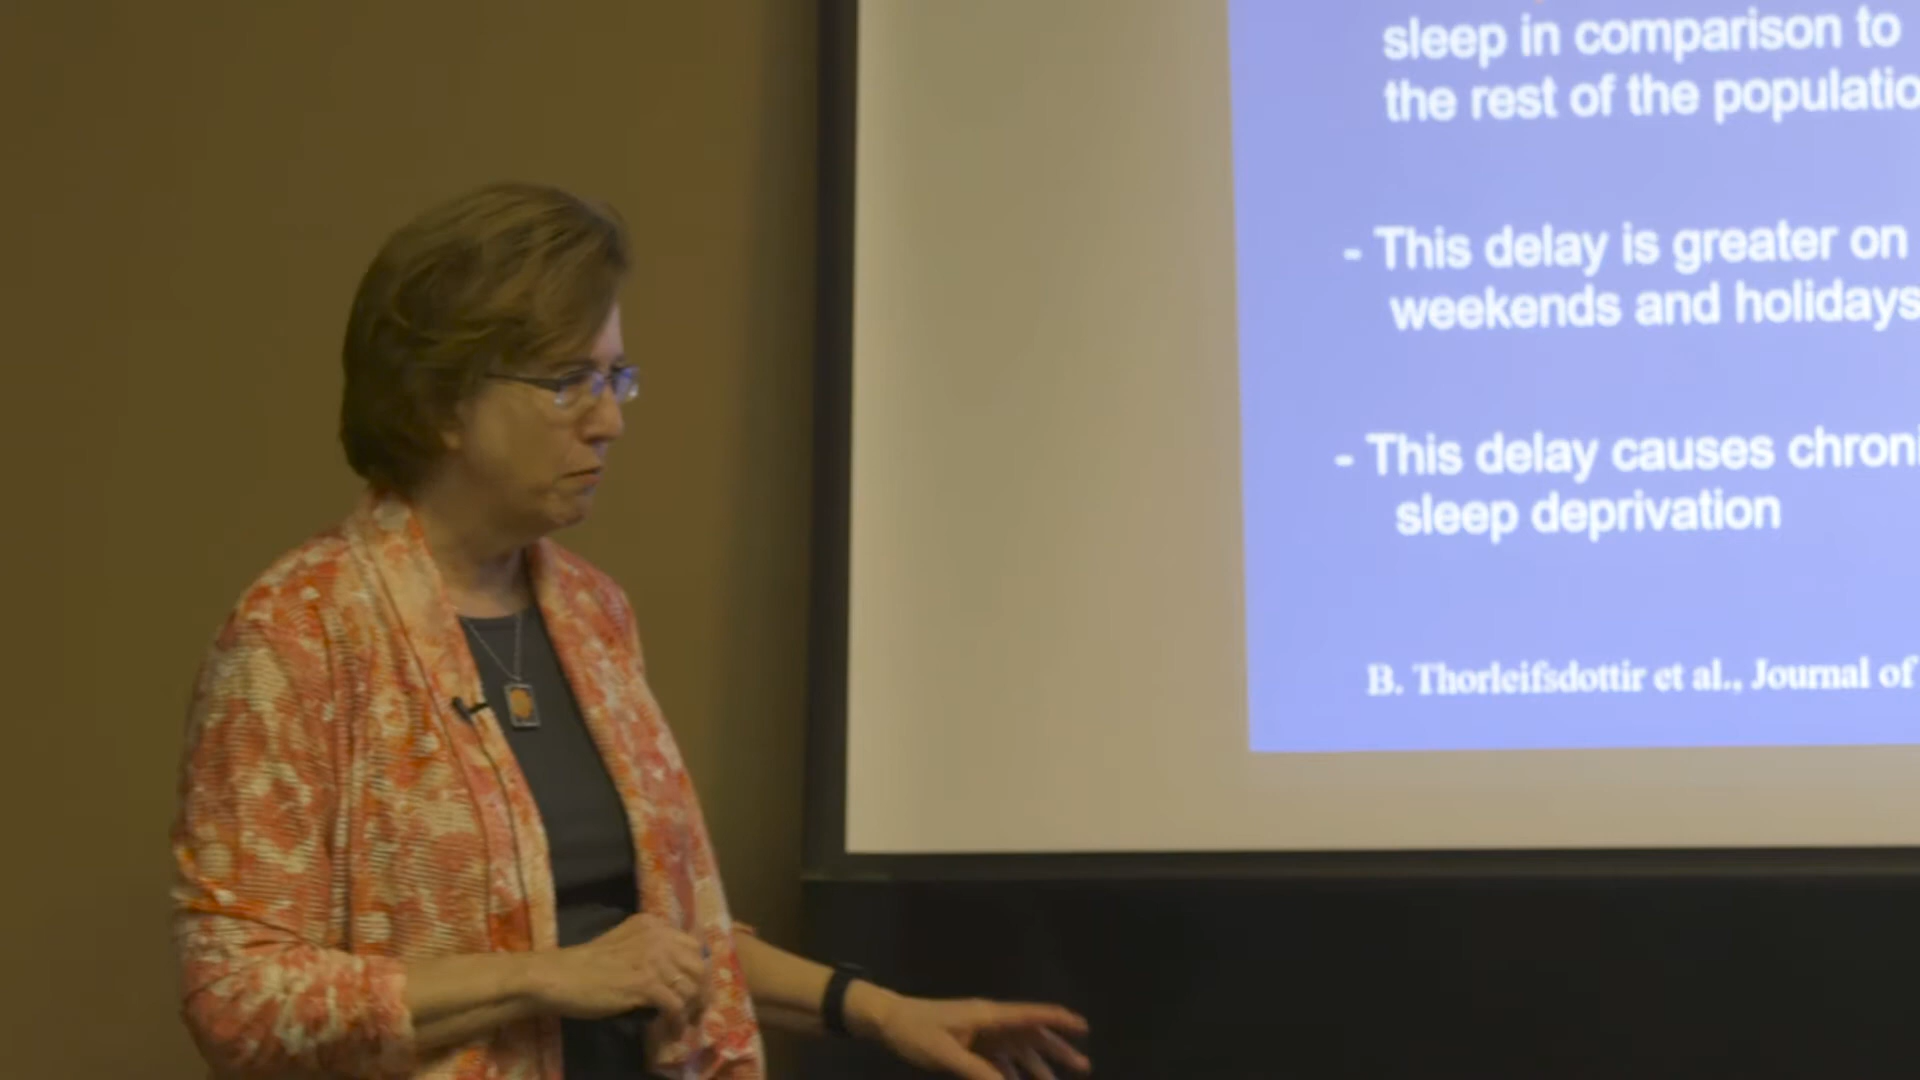 sleep in comparison to
the rest of the populatio
- This delay is greater on
weekends and holidays
- This delay causes chroni
sleep deprivation
B. Thorleifsdottir et al., Journal of